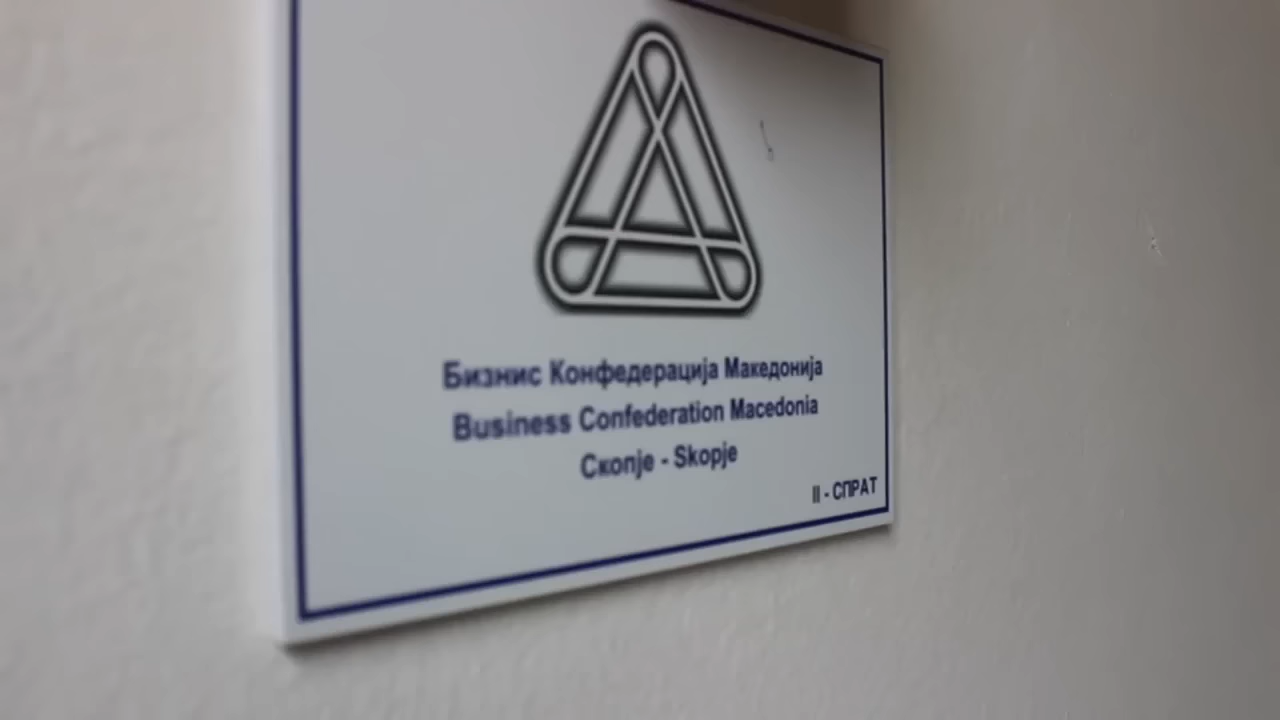 Бизнис Конфедерација Македонија
Business Confederation Macedonia
Скопје - Skopje
II - СПРАТ